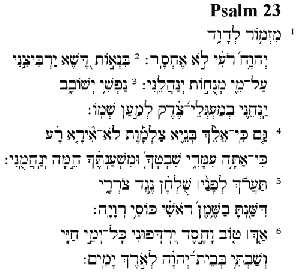 Psalm 23
1 מִזְמוֹר לְדָוִד
יְהוָה רֹעִי לֹא אֶחְסָר: 2 בִּנְאוֹת דֶּשֶׁא יַרְבִּיצֵנִי
עַל־מֵי מְנֻחוֹת יְנַהֲלֵנִי: 3 נַפְשִׁי יְשׁוֹבֵב
יַנְחֵנִי בְמַעְגְּלֵי־צֶדֶק לְמַעַן שְׁמוֹ:
4 גַּם כִּי־אֵלֵךְ בְּגֵיא צַלְמָוֶת לֹא־אִירָא רָע
כִּי־אַתָּה עִמָּדִי שִׁבְטְךָ וּמִשְׁעַנְתֶּךָ הֵמָּה יְנַחֲמֻנִי:
5 תַּעֲרֹךְ לְפָנַי שֻׁלְחָן נֶגֶד צֹרְרָי
דִּשַּׁנְתָּ בַשֶּׁמֶן רֹאשִׁי כּוֹסִי רְוָיָה:
6 אַךְ טוֹב וָחֶסֶד יִרְדְּפוּנִי כָּל־יְמֵי חַיָּי
וְשַׁבְתִּי בְּבֵית־יְהוָה לְאֹרֶךְ יָמִים: